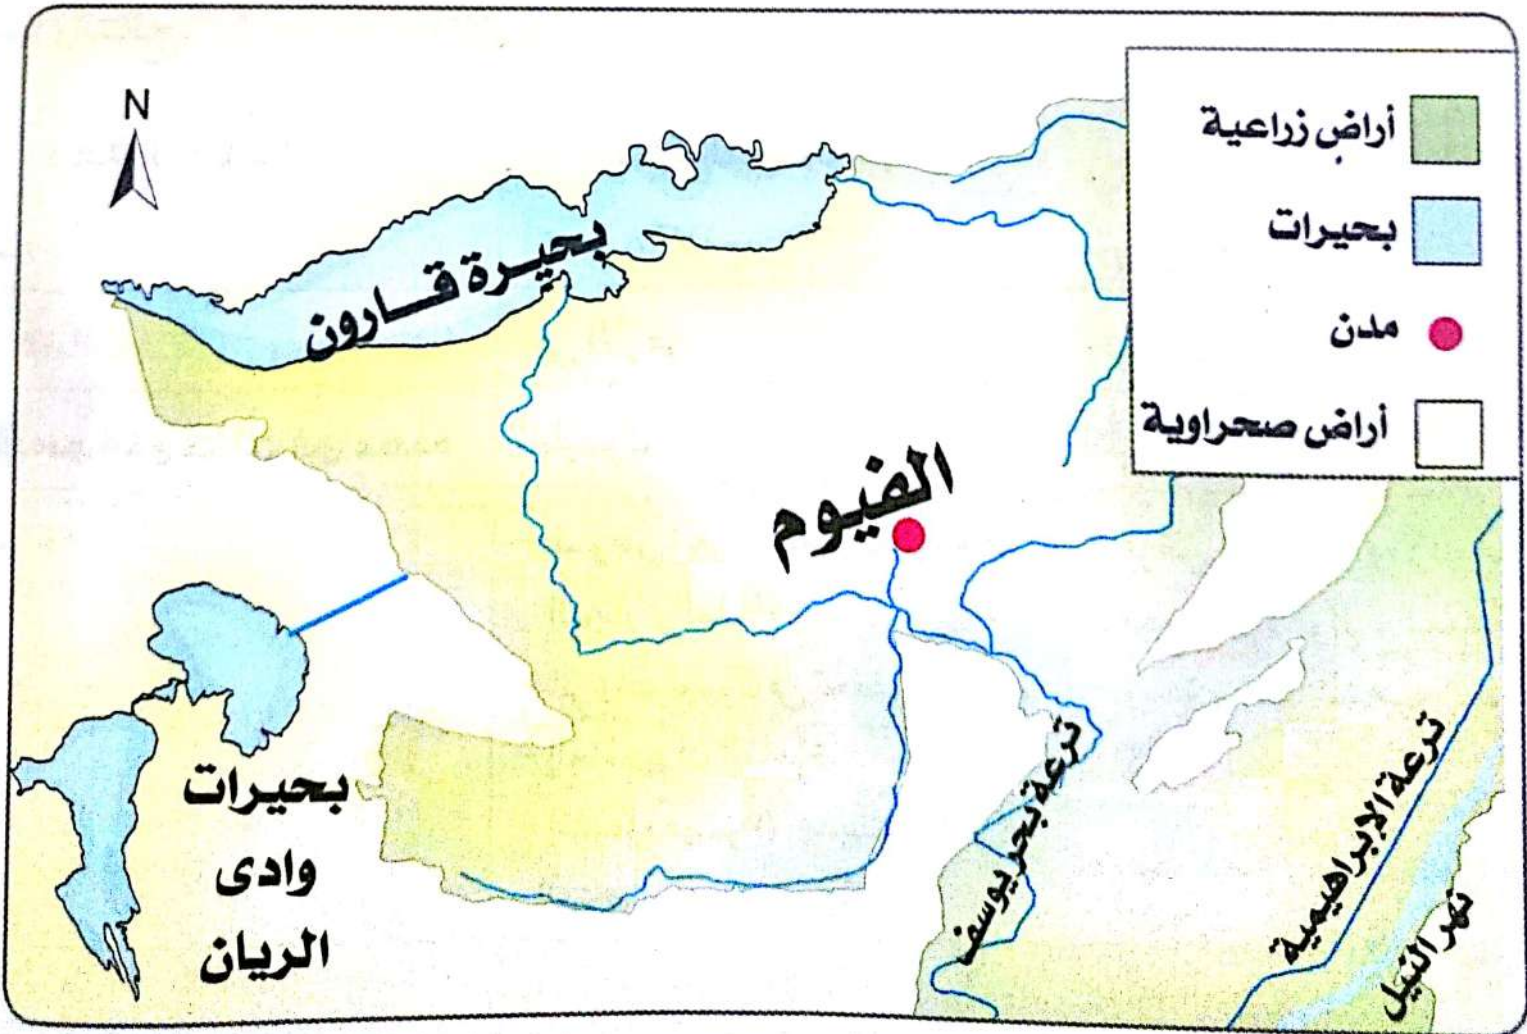 N
أراضٍ زراعية
بحيرات
مدن
أراض صحراوية
بحيرة قارون
الفيوم
بحيرات
وادى
الريان
ترعة بحر يوسف
ترعة الإبراهيمية
نهر النيل